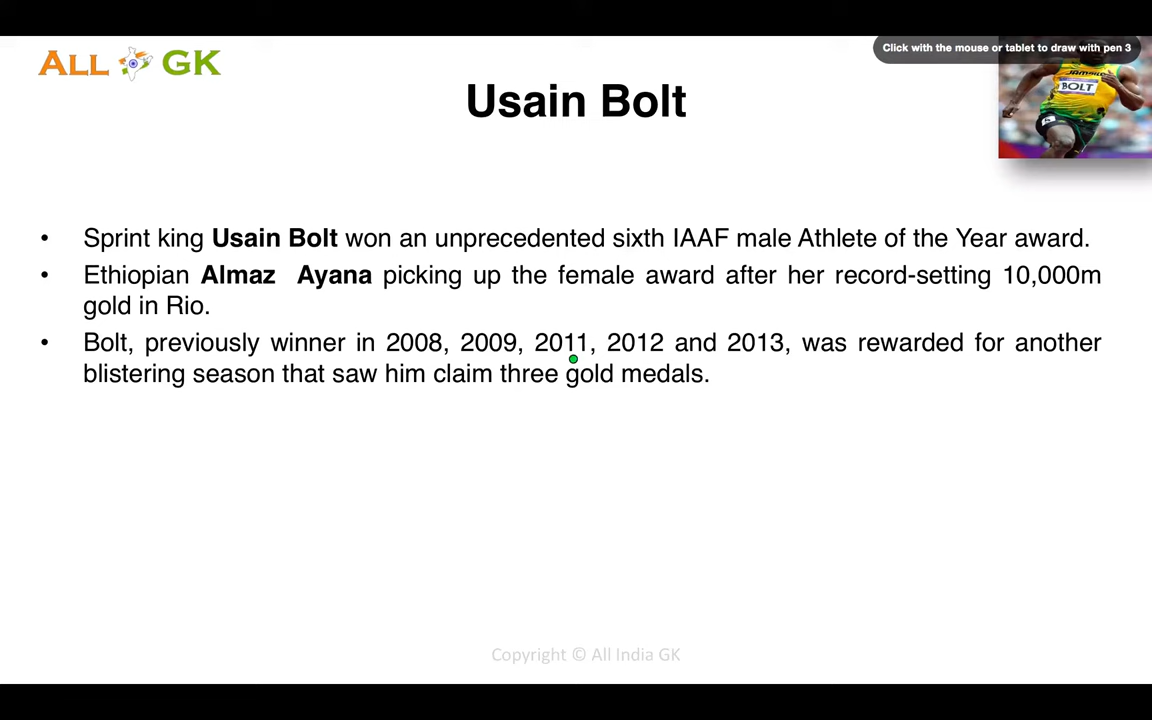 ALL GK
Click with the mouse or tablet to draw with pen 3
JAMAICA
BOLT
Usain Bolt
• Sprint king Usain Bolt won an unprecedented sixth IAAF male Athlete of the Year award.
• Ethiopian Almaz Ayana picking up the female award after her record-setting 10,000m
gold in Rio.
• Bolt, previously winner in 2008, 2009, 2011, 2012 and 2013, was rewarded for another
blistering season that saw him claim three gold medals.
Copyright © All India GK